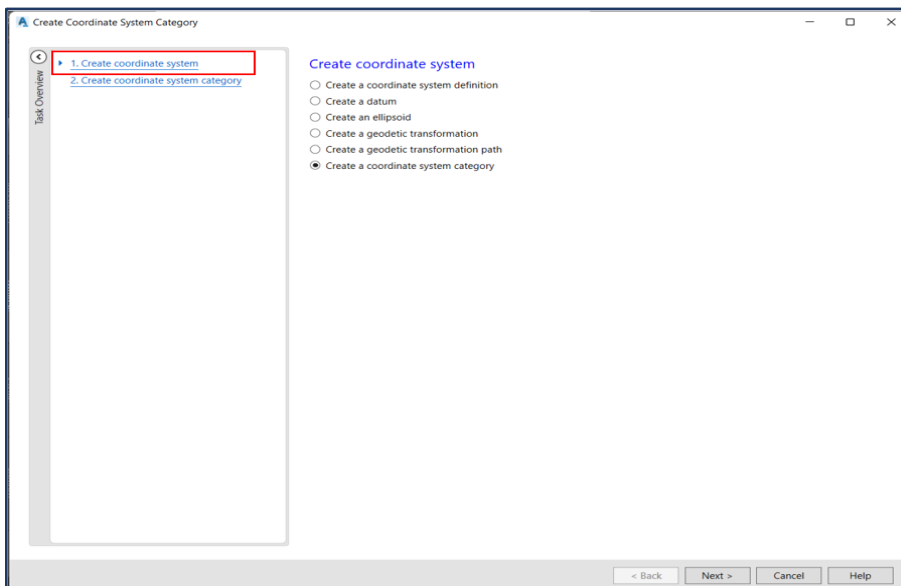 Create Coordinate System Category
Task Overview
1. Create coordinate system
2. Create coordinate system category
Create coordinate system
Create a coordinate system definition
Create a datum
Create an ellipsoid
Create a geodetic transformation
Create a geodetic transformation path
Create a coordinate system category
< Back
Next >
Cancel
Help